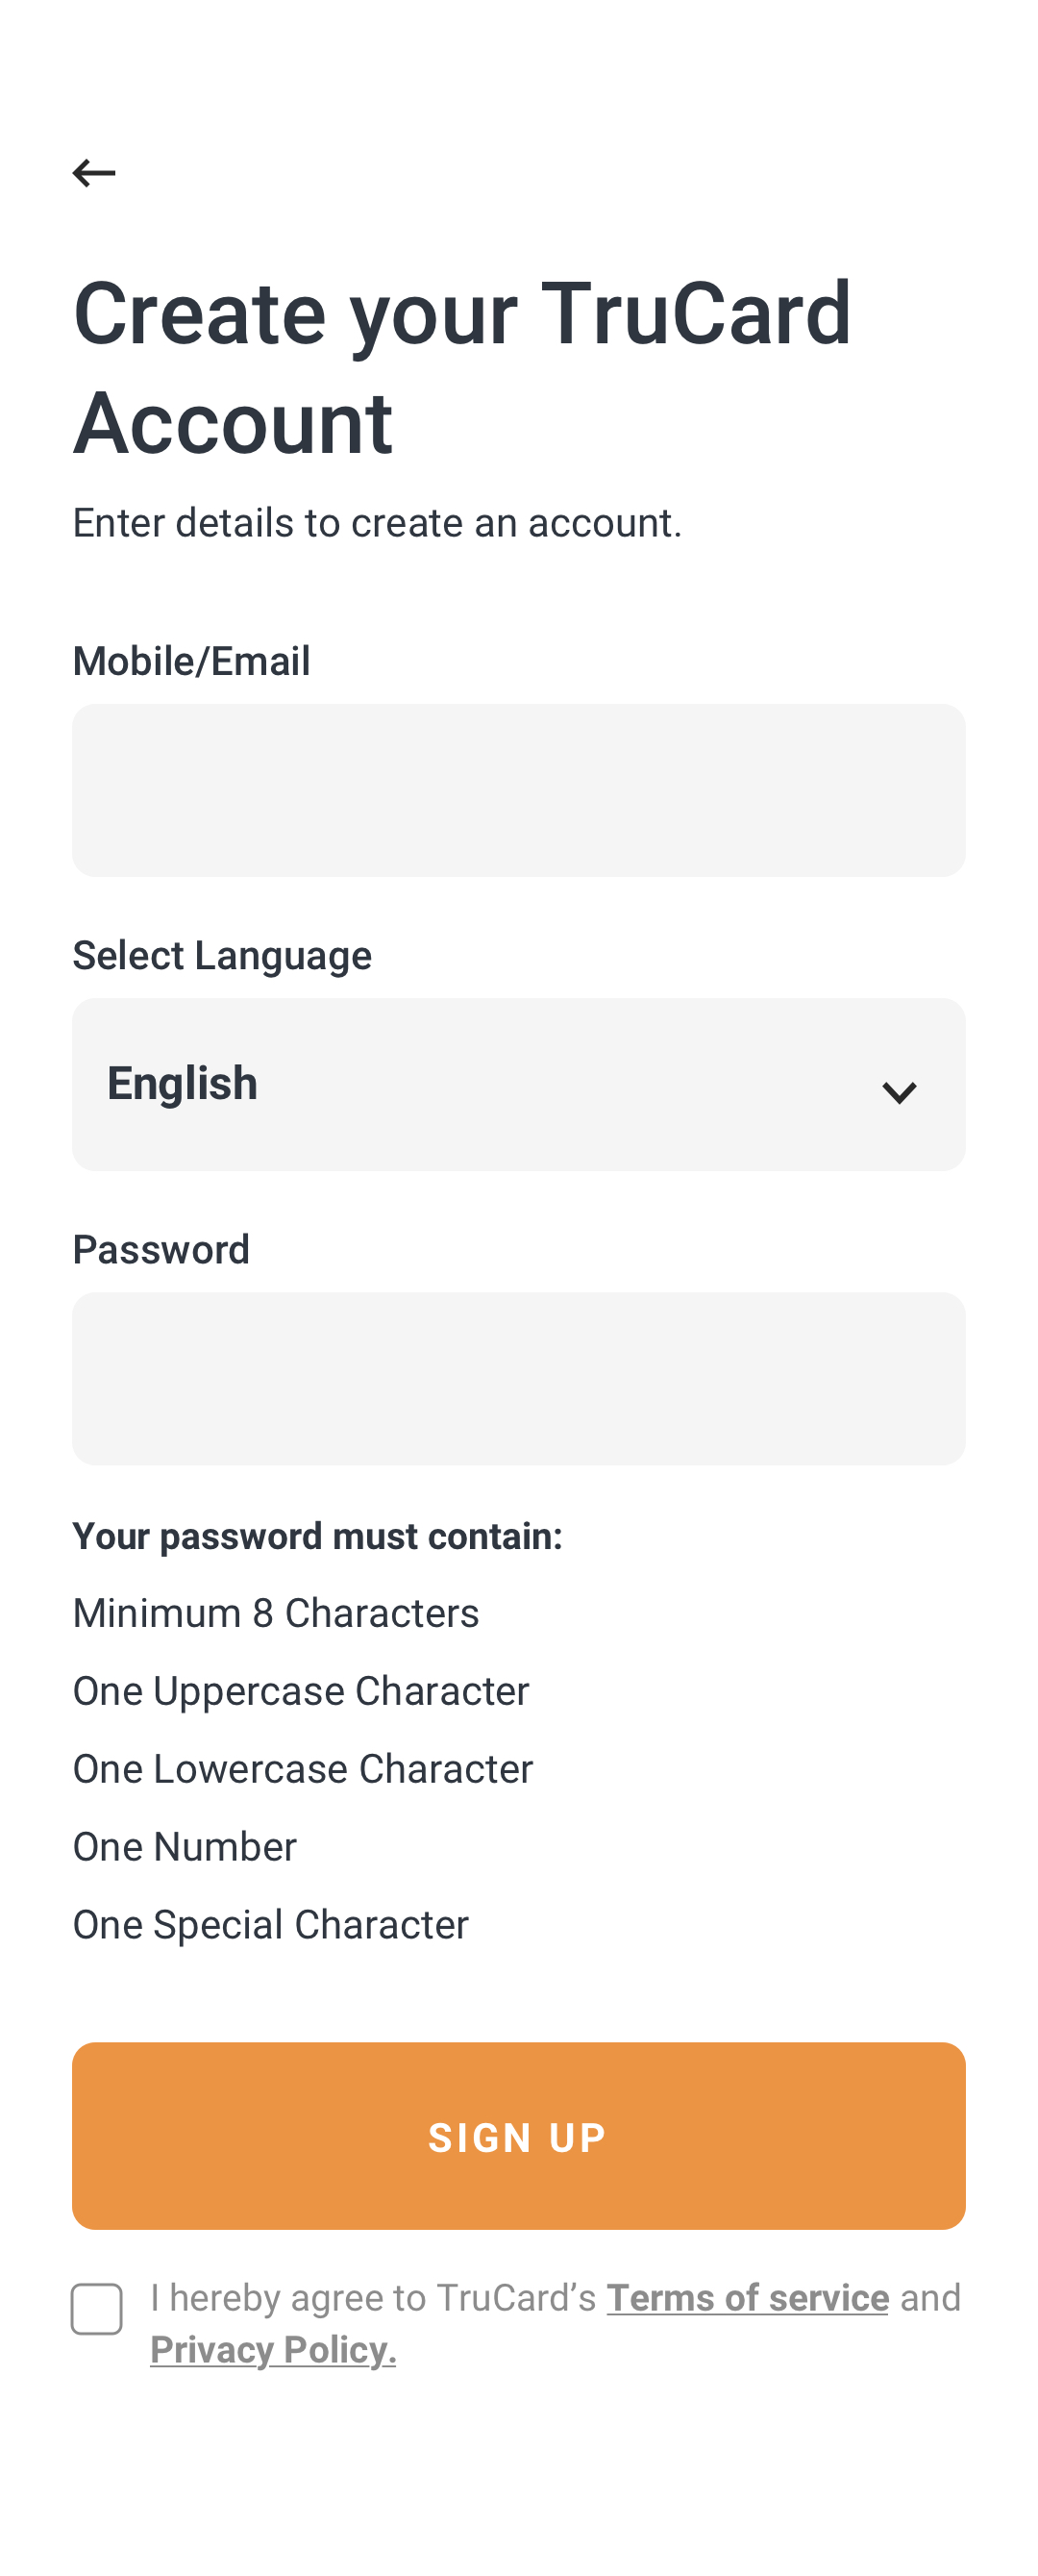 Create your TruCard
Account
Enter details to create an account.
Mobile/Email
Select Language
English
Password
Your password must contain:
Minimum 8 Characters
One Uppercase Character
One Lowercase Character
One Number
One Special Character
SIGN UP
I hereby agree to TruCard’s Terms of service and
Privacy Policy.